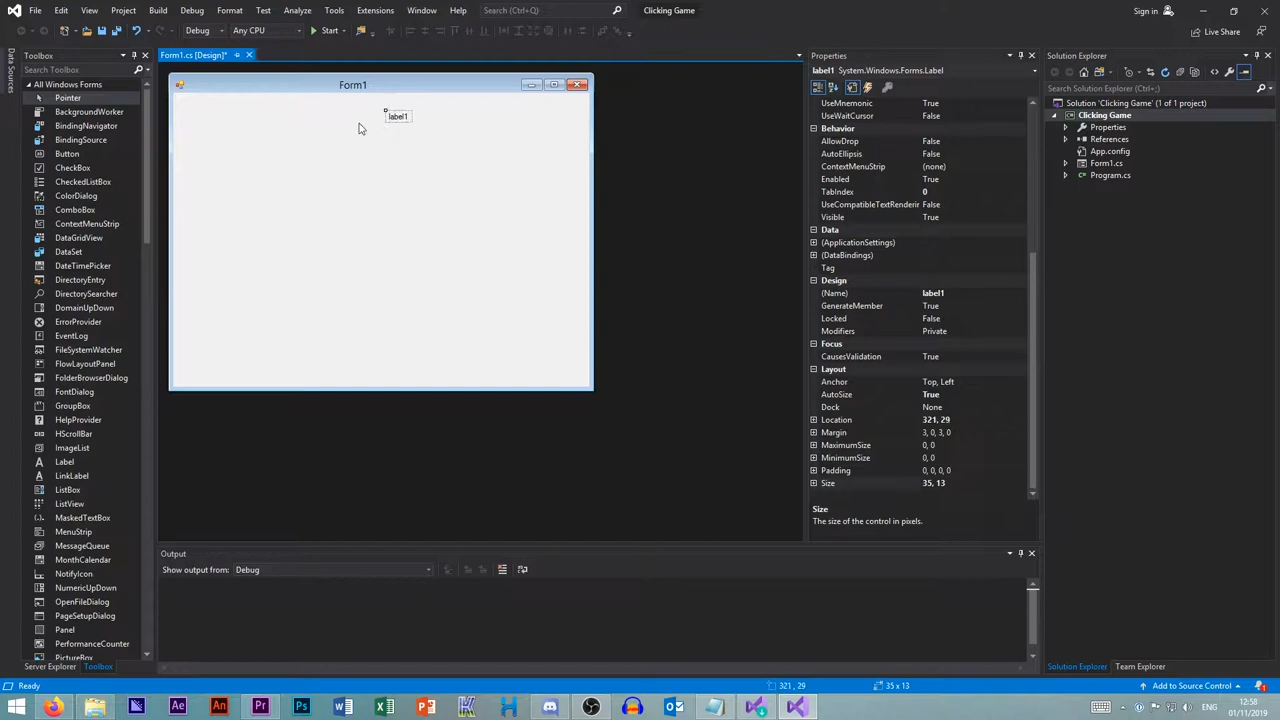 File Edit View Project Build Debug Format Test Analyze Tools Extensions Window Help Search (Ctrl+Q) Clicking Game Sign in
Debug Any CPU Start Live Share
Data Sources
Toolbox
Search Toolbox
All Windows Forms
Pointer
BackgroundWorker
BindingNavigator
BindingSource
Button
CheckBox
CheckedListBox
ColorDialog
ComboBox
ContextMenuStrip
DataGridView
DataSet
DateTimePicker
DirectoryEntry
DirectorySearcher
DomainUpDown
ErrorProvider
EventLog
FileSystemWatcher
FlowLayoutPanel
FolderBrowserDialog
FontDialog
GroupBox
HelpProvider
HScrollBar
ImageList
Label
LinkLabel
ListBox
ListView
MaskedTextBox
MenuStrip
MessageQueue
MonthCalendar
NotifyIcon
NumericUpDown
OpenFileDialog
PageSetupDialog
Panel
PerformanceCounter
PictureBox
Server Explorer Toolbox
Form1.cs [Design]*
Form1
label1
Output
Show output from: Debug
Properties
label1 System.Windows.Forms.Label
UseMnemonic True
UseWaitCursor False
Behavior
AllowDrop False
AutoEllipsis False
ContextMenuStrip (none)
Enabled True
TabIndex 0
UseCompatibleTextRenderin False
Visible True
Data
(ApplicationSettings)
(DataBindings)
Tag
Design
(Name) label1
GenerateMember True
Locked False
Modifiers Private
Focus
CausesValidation True
Layout
Anchor Top, Left
AutoSize True
Dock None
Location 321, 29
Margin 3, 0, 3, 0
MaximumSize 0, 0
MinimumSize 0, 0
Padding 0, 0, 0, 0
Size 35, 13
Size
The size of the control in pixels.
Solution Explorer
Search Solution Explorer (Ctrl+;)
Solution 'Clicking Game' (1 of 1 project)
Clicking Game
Properties
References
App.config
Form1.cs
Program.cs
Solution Explorer Team Explorer
Ready 321 , 29 35 x 13 Add to Source Control 1
Ae An Pr Ps
ENG 12:58
01/11/2019